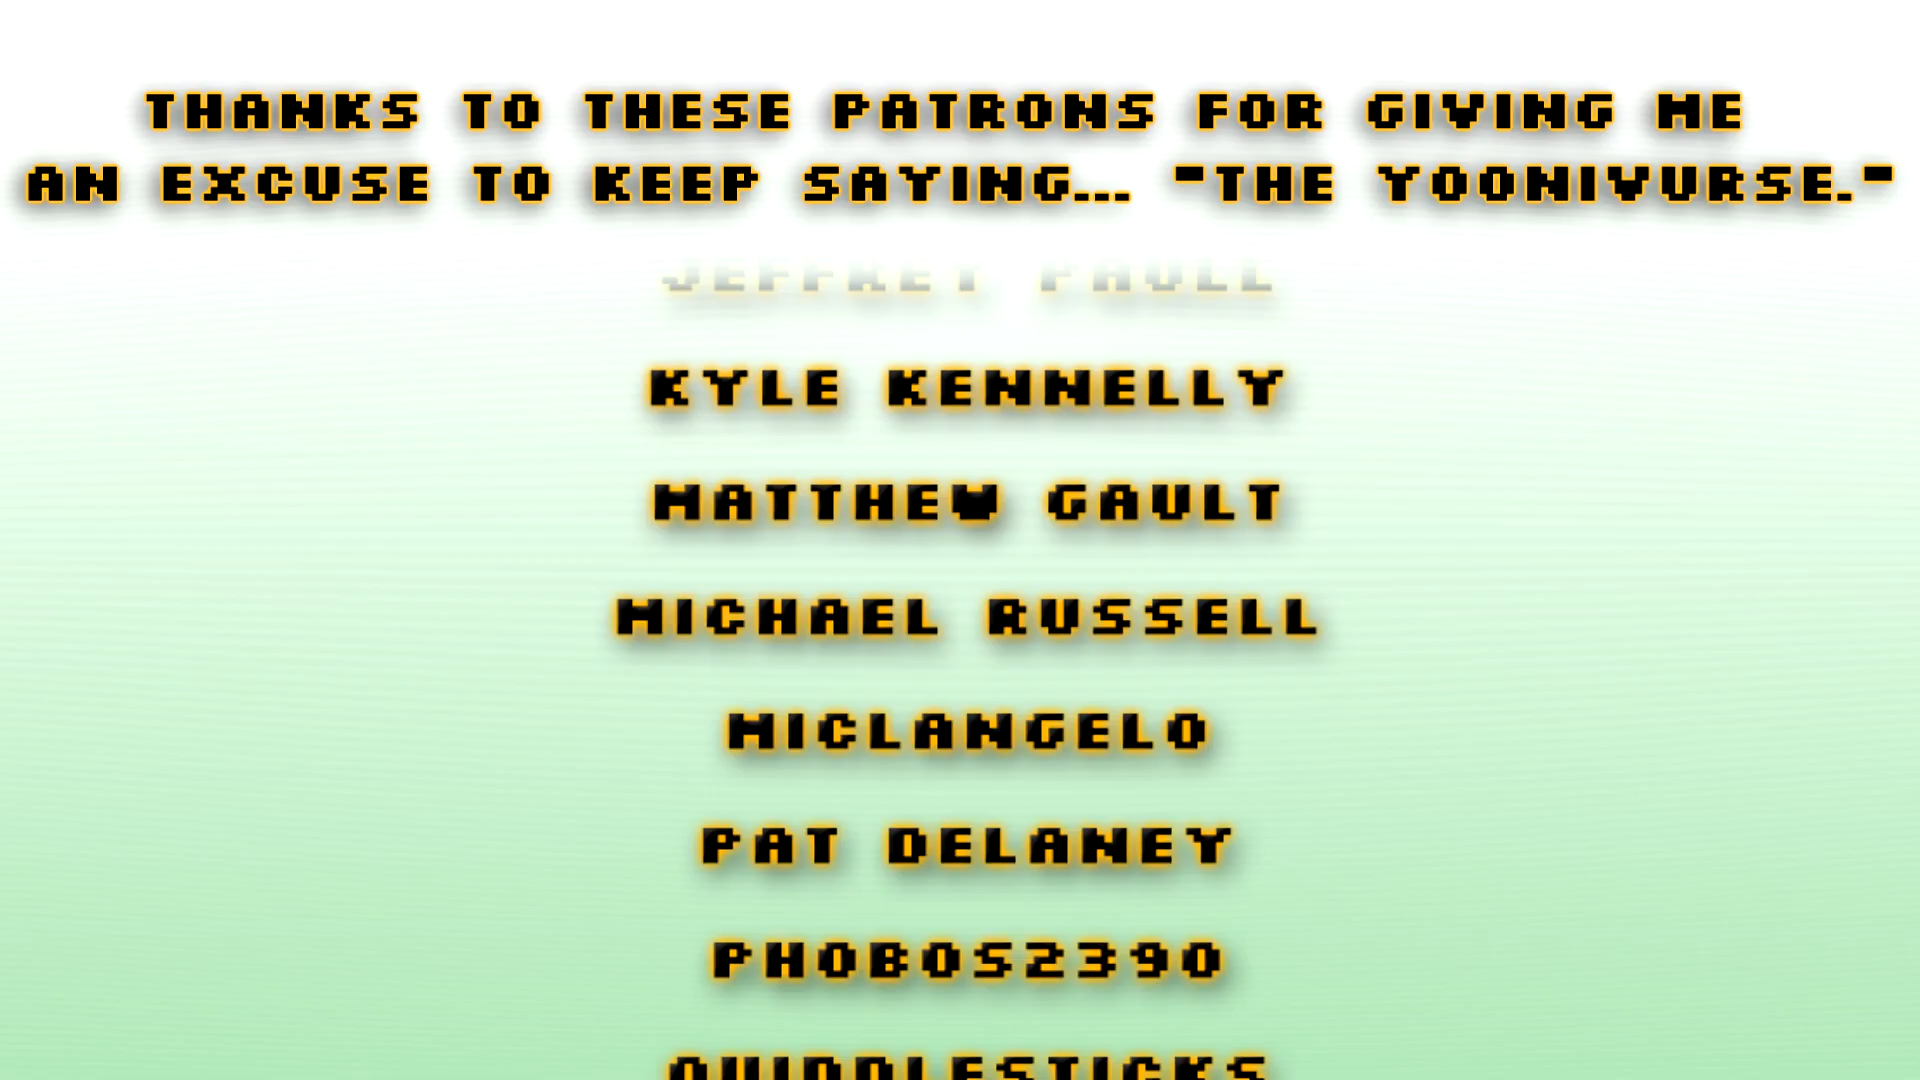 THANKS TO THESE PATRONS FOR GIVING ME
AN EXCUSE TO KEEP SAYING... "THE YOONIVURSE."
JEFFREY PAULL
KYLE KENNELLY
MATTHEW GAULT
MICHAEL RUSSELL
MICLANGELO
PAT DELANEY
PHOBOS2390